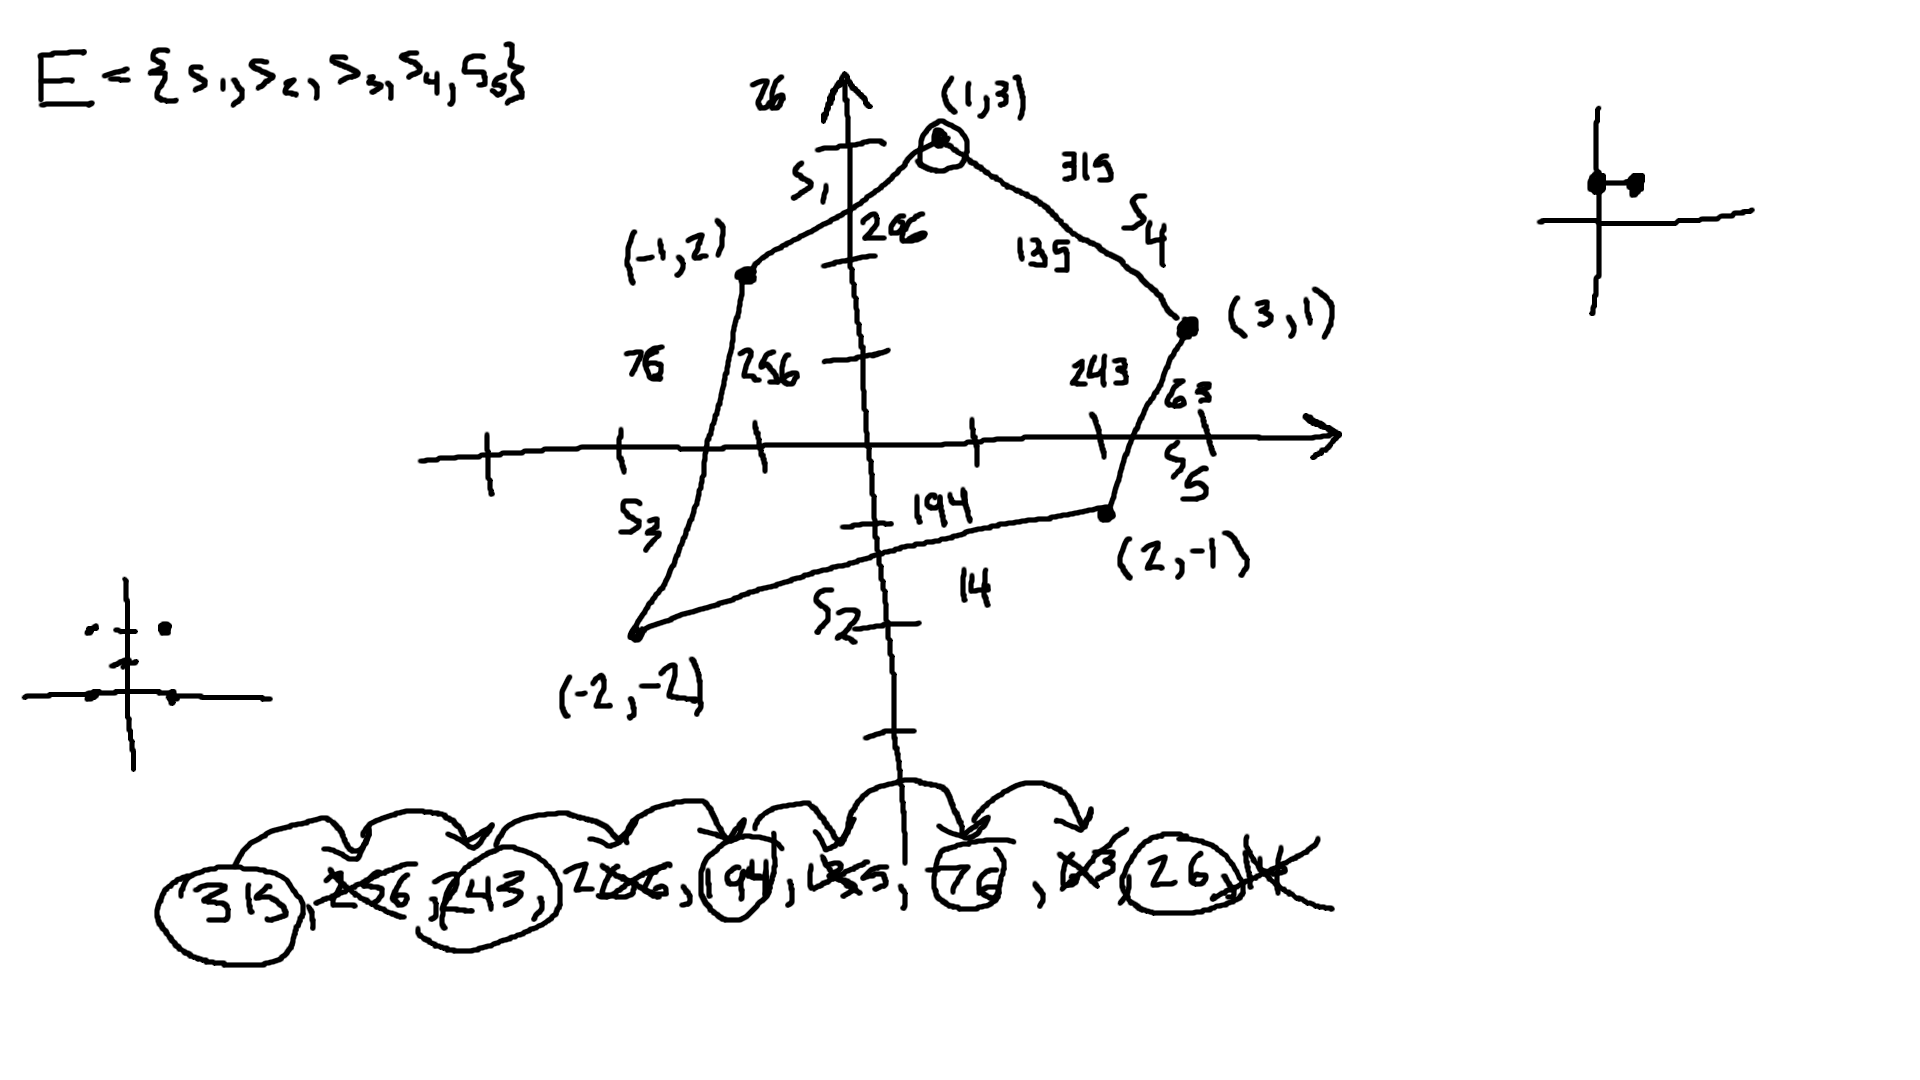 E = {S1, S2, S3, S4, S5}
26
(1,3)
315
S1
S4
206
135
(-1,2)
(3,1)
76
256
243
63
S3
194
S5
(2,-1)
14
S2
(-2,-2)
315, 256, 243, 206, 194, 135, 76, 63, 26, 14